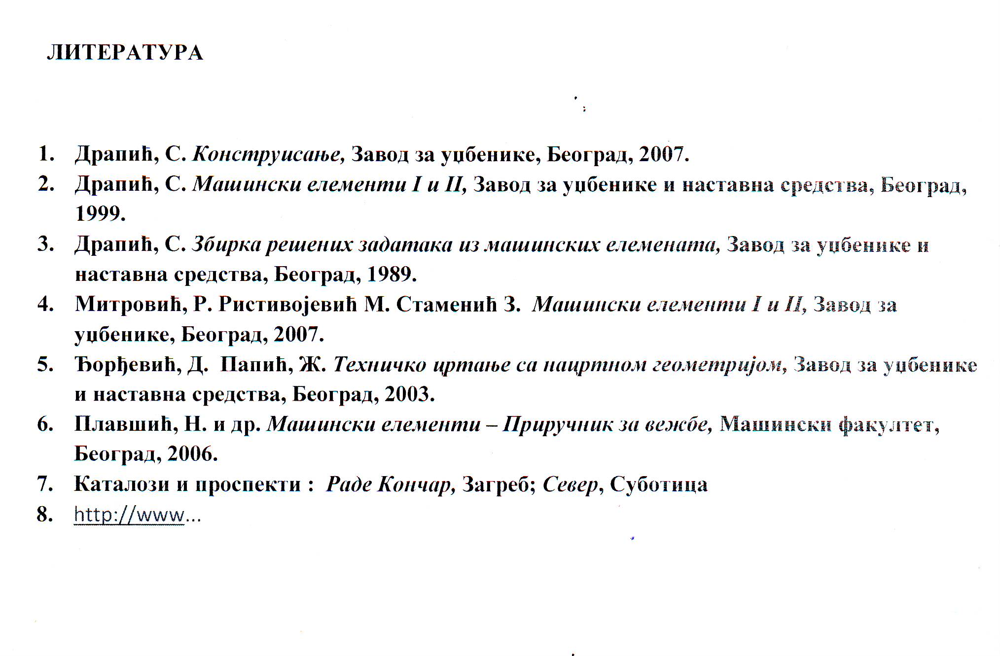 ЛИТЕРАТУРА
1. Драпић, С. Конструисање, Завод за уџбенике, Београд, 2007.
2. Драпић, С. Машински елементи I и II, Завод за уџбенике и наставна средства, Београд,
1999.
3. Драпић, С. Збирка решених задатака из машинских елемената, Завод за уџбенике и
наставна средства, Београд, 1989.
4. Митровић, Р. Ристивојевић М. Стаменић З. Машински елементи I и II, Завод за
уџбенике, Београд, 2007.
5. Ђорђевић, Д. Папић, Ж. Техничко цртање са нацртном геометријом, Завод за уџбенике
и наставна средства, Београд, 2003.
6. Плавшић, Н. и др. Машински елементи – Приручник за вежбе, Машински факултет,
Београд, 2006.
7. Каталози и проспекти : Раде Кончар, Загреб; Север, Суботица
8. http://www...